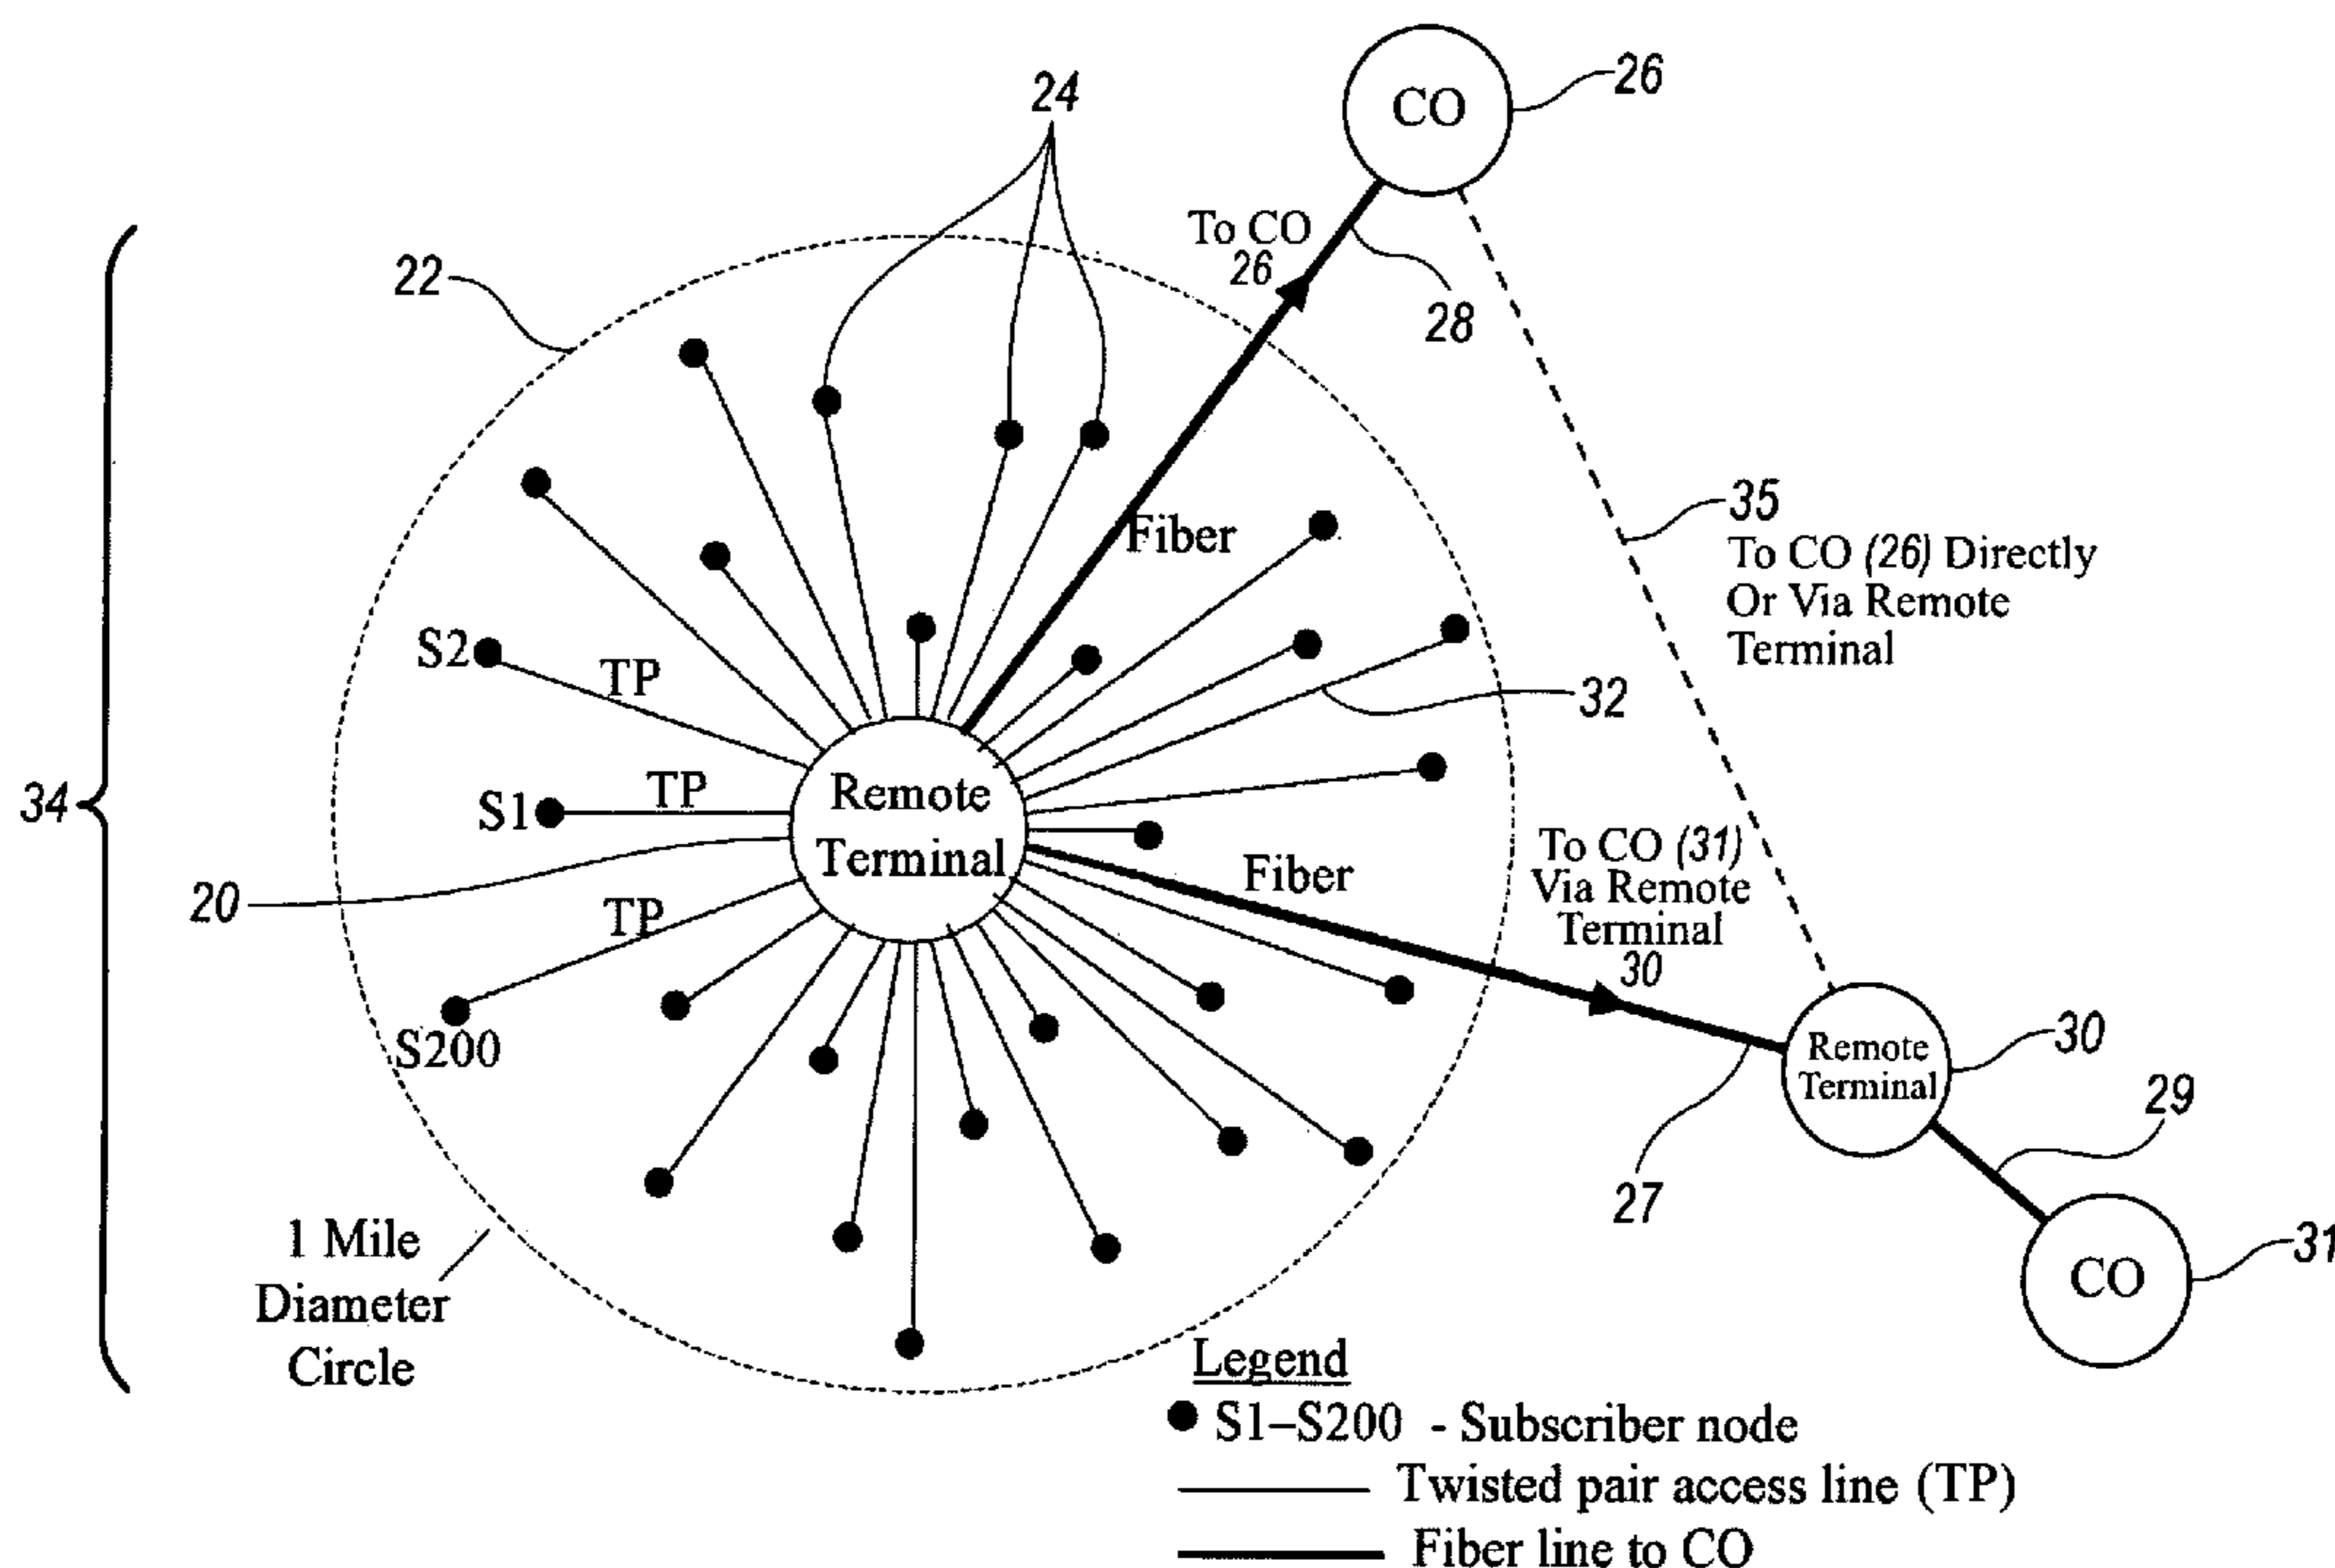 24
CO
26
To CO
26
28
22
Fiber
35
To CO (26) Directly
Or Via Remote
Terminal
S2
TP
32
34
S1
TP
Remote
Terminal
To CO (31)
Via Remote
Terminal
30
Fiber
20
TP
S200
Remote
Terminal
30
29
27
1 Mile
Diameter
Circle
CO
31
Legend
S1–S200 - Subscriber node
Twisted pair access line (TP)
Fiber line to CO